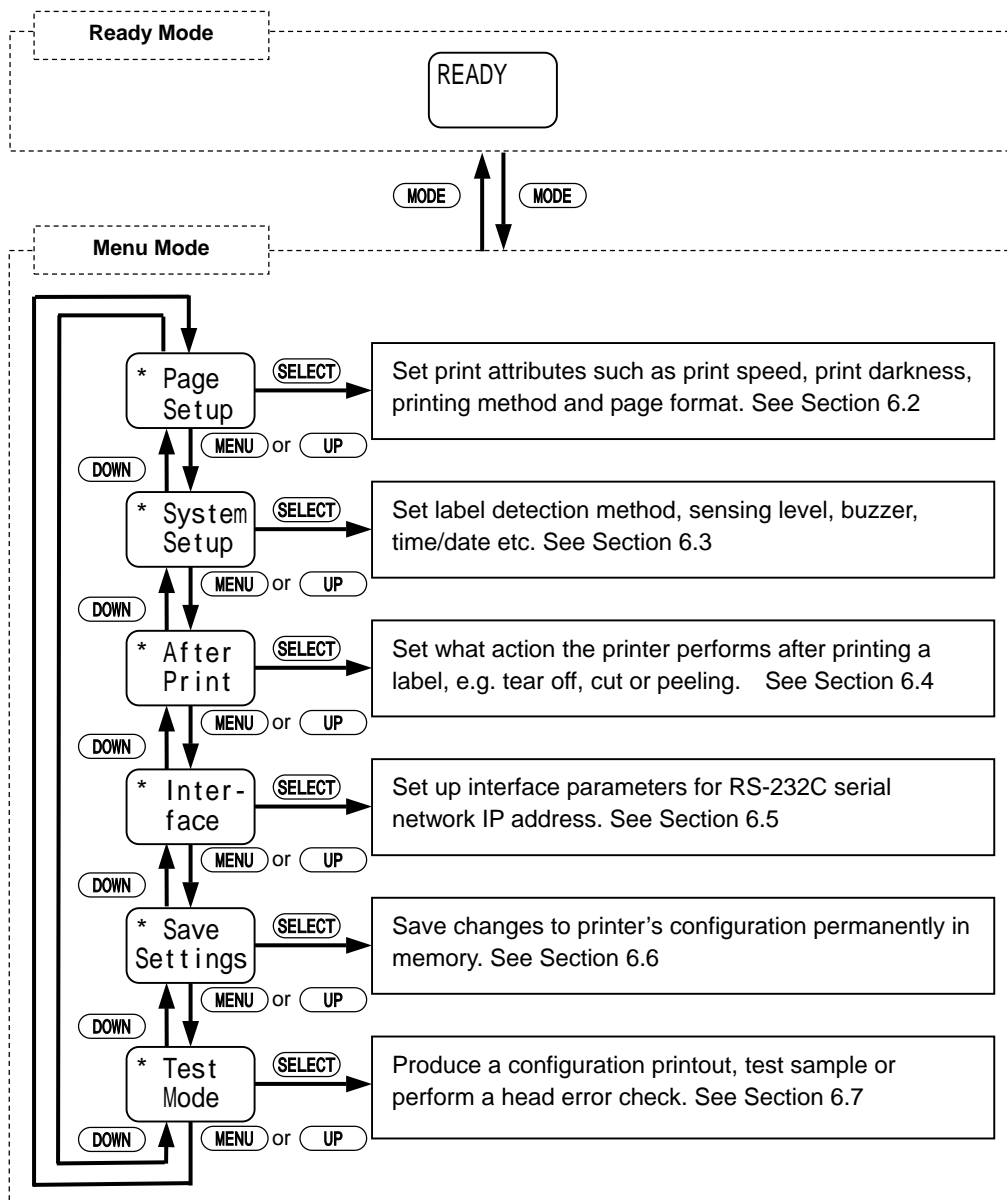 Ready Mode
READY
MODE MODE
Menu Mode
* Page
Setup
SELECT
Set print attributes such as print speed, print darkness,
printing method and page format. See Section 6.2
DOWN
MENU or UP
* System
Setup
SELECT
Set label detection method, sensing level, buzzer,
time/date etc. See Section 6.3
DOWN
MENU or UP
* After
Print
SELECT
Set what action the printer performs after printing a
label, e.g. tear off, cut or peeling. See Section 6.4
DOWN
MENU or UP
* Inter-
face
SELECT
Set up interface parameters for RS-232C serial
network IP address. See Section 6.5
DOWN
MENU or UP
* Save
Settings
SELECT
Save changes to printer’s configuration permanently in
memory. See Section 6.6
DOWN
MENU or UP
* Test
Mode
SELECT
Produce a configuration printout, test sample or
perform a head error check. See Section 6.7
DOWN
MENU or UP